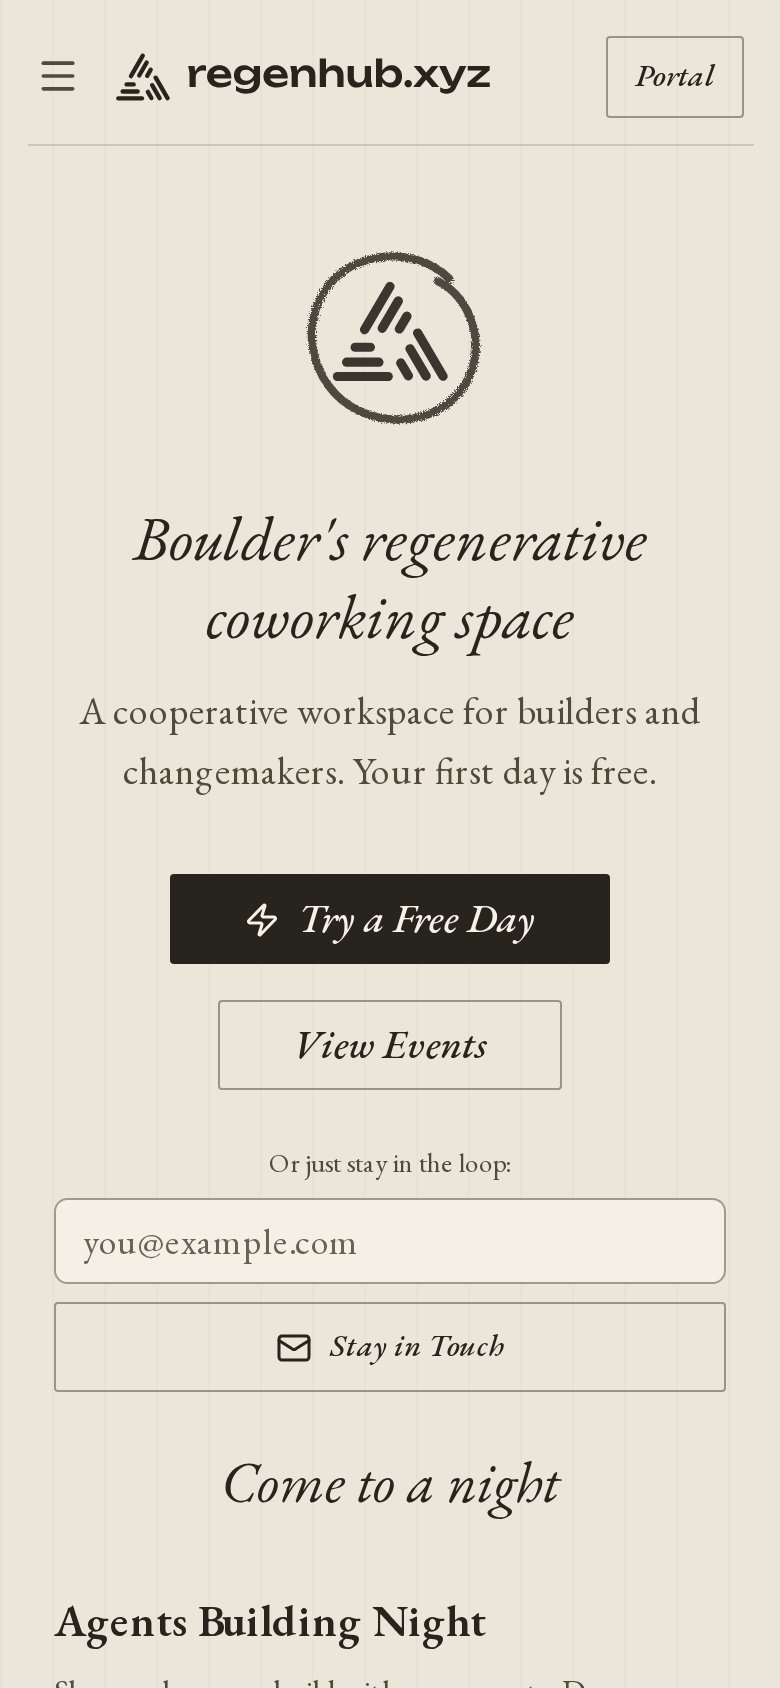 regenhub.xyz
Portal
Boulder's regenerative
coworking space
A cooperative workspace for builders and
changemakers. Your first day is free.
Try a Free Day
View Events
Or just stay in the loop:
you@example.com
Stay in Touch
Come to a night
Agents Building Night